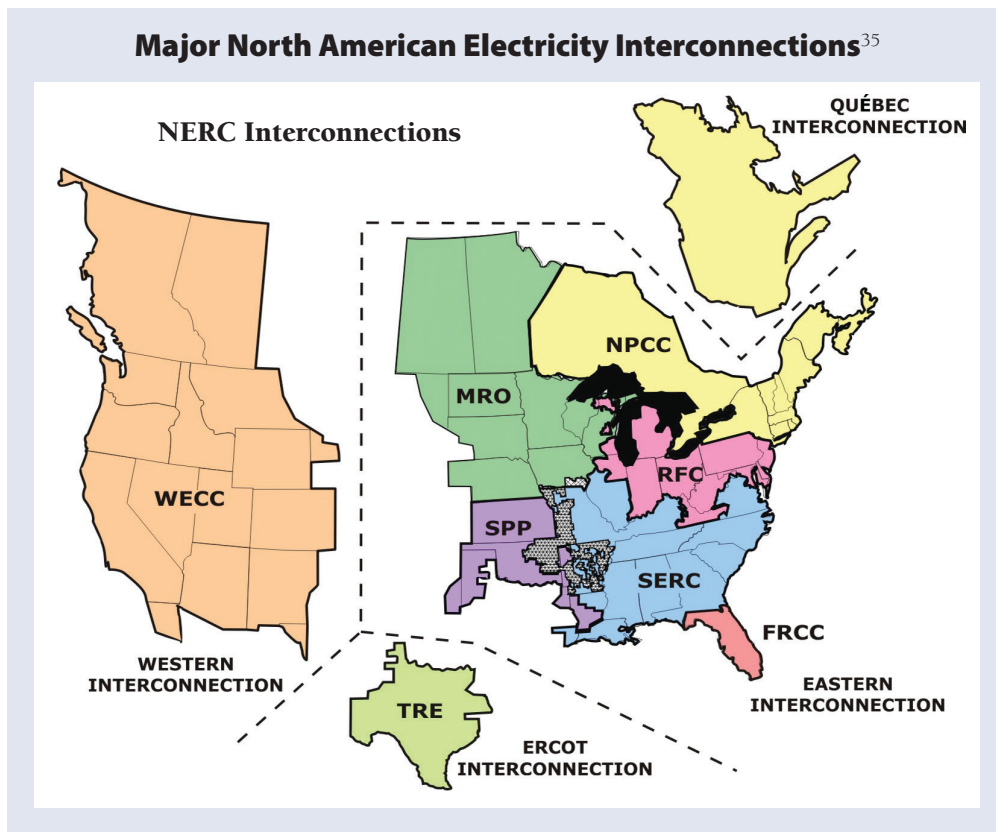 Major North American Electricity Interconnections35
NERC Interconnections
QUÉBEC
INTERCONNECTION
NPCC
MRO
RFC
WECC
SPP
SERC
FRCC
WESTERN
INTERCONNECTION
EASTERN
INTERCONNECTION
TRE
ERCOT
INTERCONNECTION